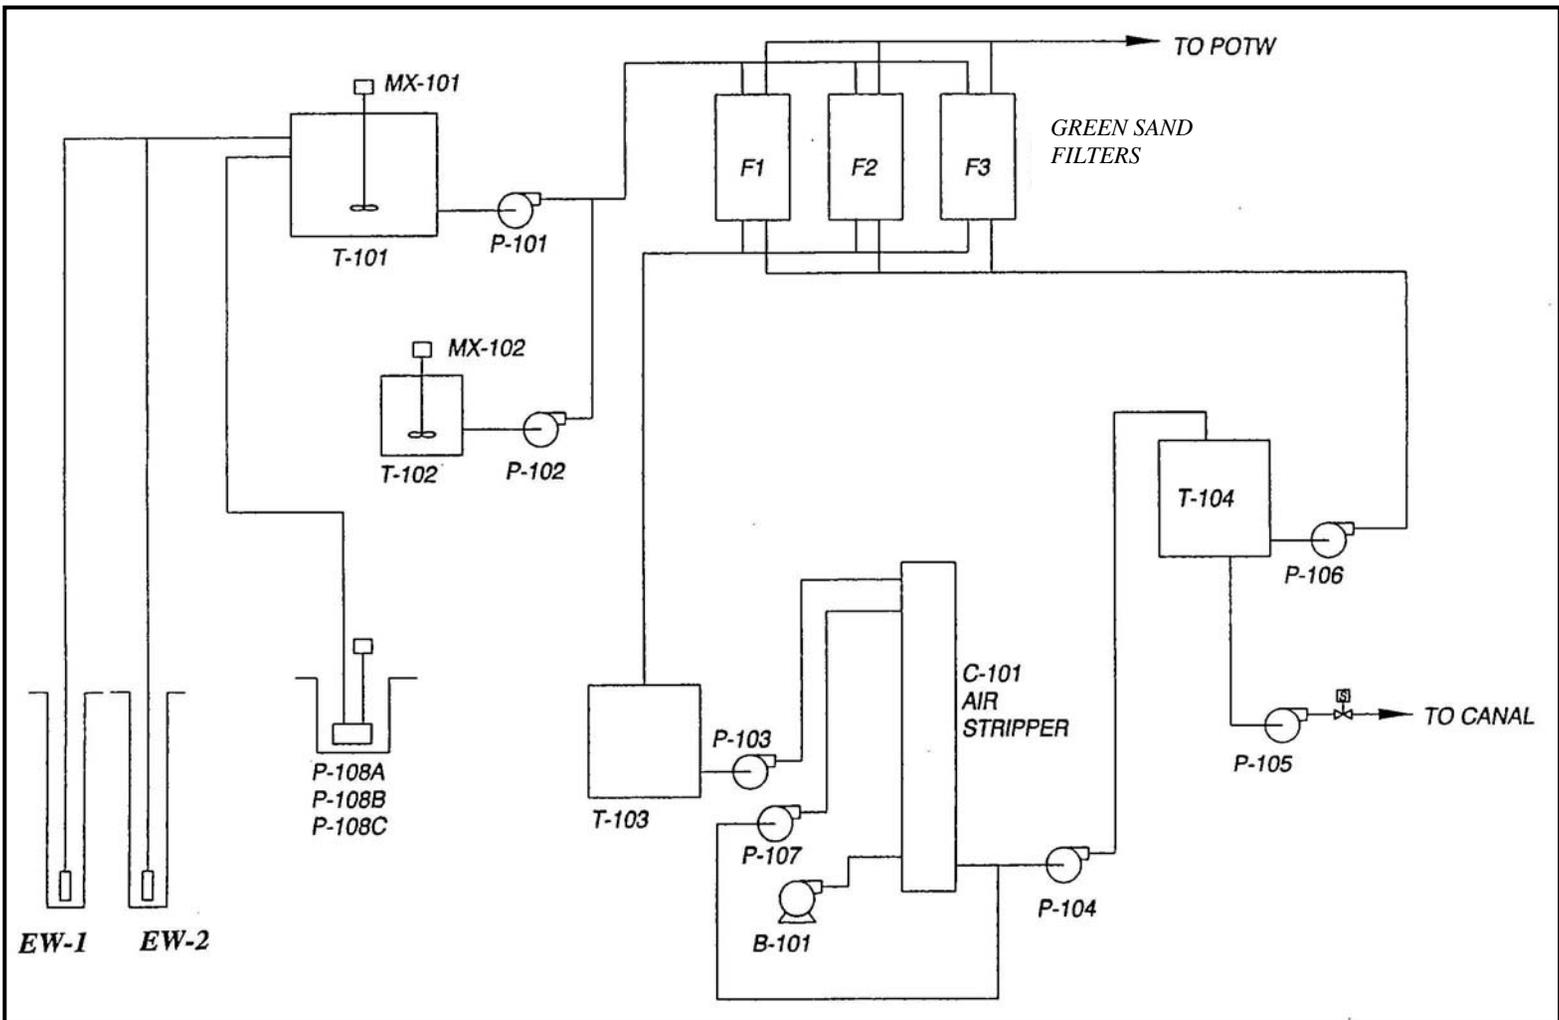 TO POTW
MX-101
GREEN SAND
FILTERS
F1
F2
F3
P-101
T-101
MX-102
T-102
P-102
T-104
P-106
C-101
AIR
STRIPPER
TO CANAL
S
P-103
P-105
P-108A
P-108B
P-108C
T-103
P-107
P-104
EW-1
EW-2
B-101